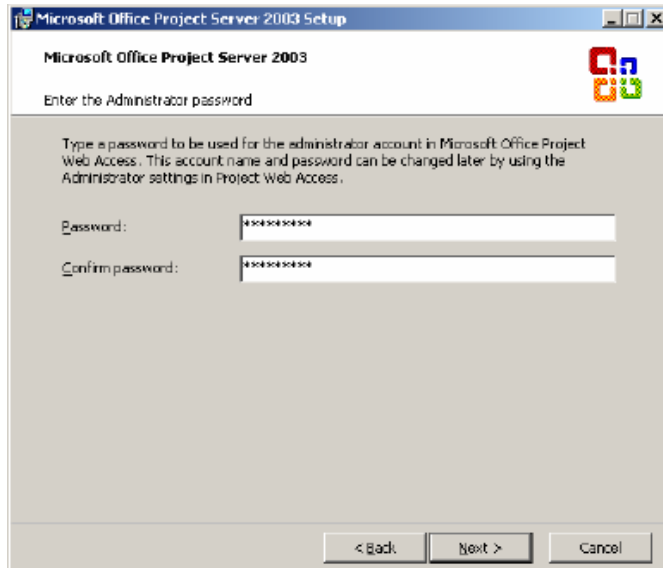 Microsoft Office Project Server 2003 Setup
Microsoft Office Project Server 2003
Enter the Administrator password
Type a password to be used for the administrator account in Microsoft Office Project
Web Access. This account name and password can be changed later by using the
Administrator settings in Project Web Access.
Password: *********
Confirm password: *********
< Back Next > Cancel